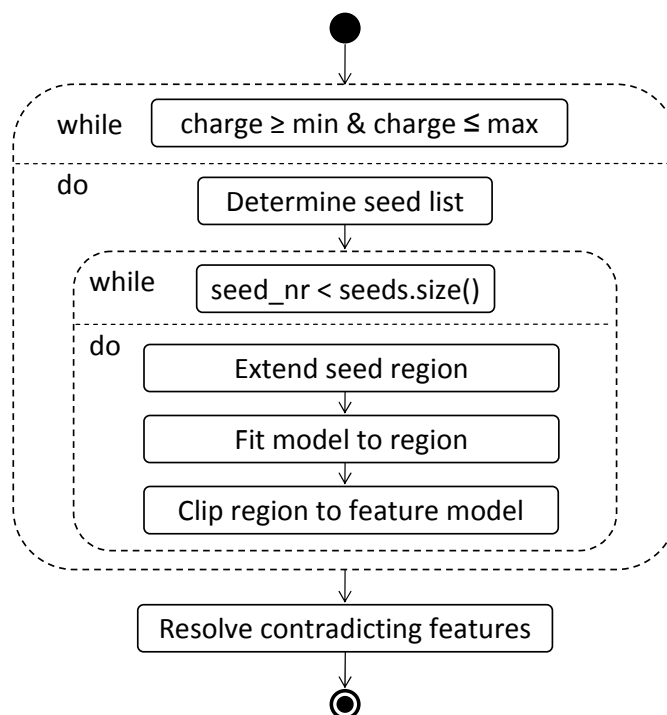 while
charge ≥ min & charge ≤ max
do
Determine seed list
while
seed_nr < seeds.size()
do
Extend seed region
Fit model to region
Clip region to feature model
Resolve contradicting features